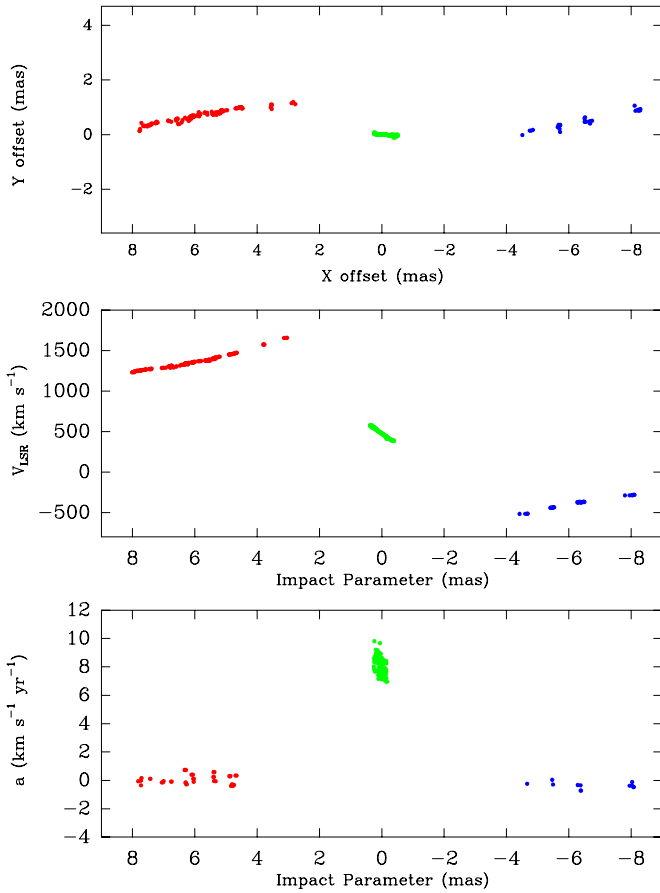 4
2
0
−2
Y offset (mas)
8 6 4 2 0 −2 −4 −6 −8
X offset (mas)
2000
1500
1000
500
0
−500
V_LSR (km s⁻¹)
8 6 4 2 0 −2 −4 −6 −8
Impact Parameter (mas)
12
10
8
6
4
2
0
−2
−4
a (km s⁻¹ yr⁻¹)
8 6 4 2 0 −2 −4 −6 −8
Impact Parameter (mas)